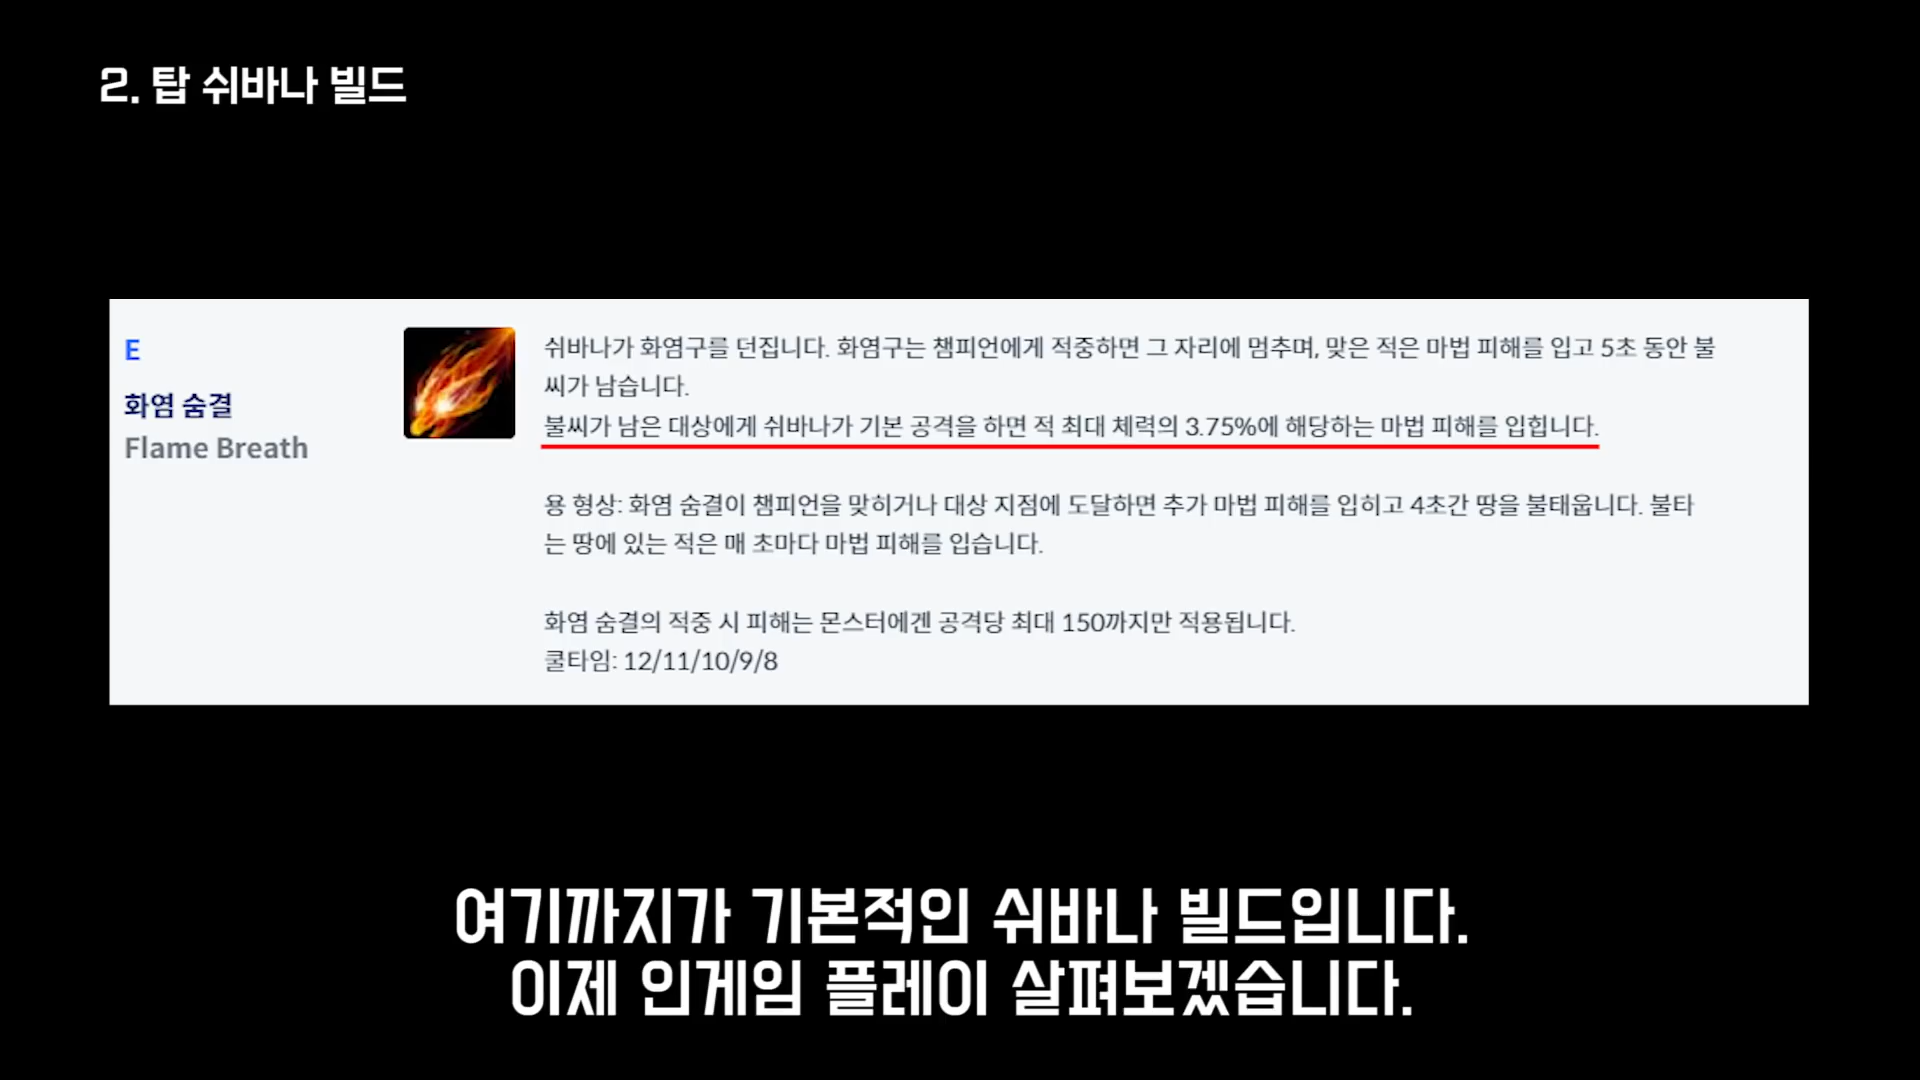 2. 탑 쉬바나 빌드
E
화염 숨결
Flame Breath
쉬바나가 화염구를 던집니다. 화염구는 챔피언에게 적중하면 그 자리에 멈추며, 맞은 적은 마법 피해를 입고 5초 동안 불
씨가 남습니다.
불씨가 남은 대상에게 쉬바나가 기본 공격을 하면 적 최대 체력의 3.75%에 해당하는 마법 피해를 입힙니다.
용 형상: 화염 숨결이 챔피언을 맞히거나 대상 지점에 도달하면 추가 마법 피해를 입히고 4초간 땅을 불태웁니다. 불타
는 땅에 있는 적은 매 초마다 마법 피해를 입습니다.
화염 숨결의 적중 시 피해는 몬스터에겐 공격당 최대 150까지만 적용됩니다.
쿨타임: 12/11/10/9/8
여기까지가 기본적인 쉬바나 빌드입니다.
이제 인게임 플레이 살펴보겠습니다.